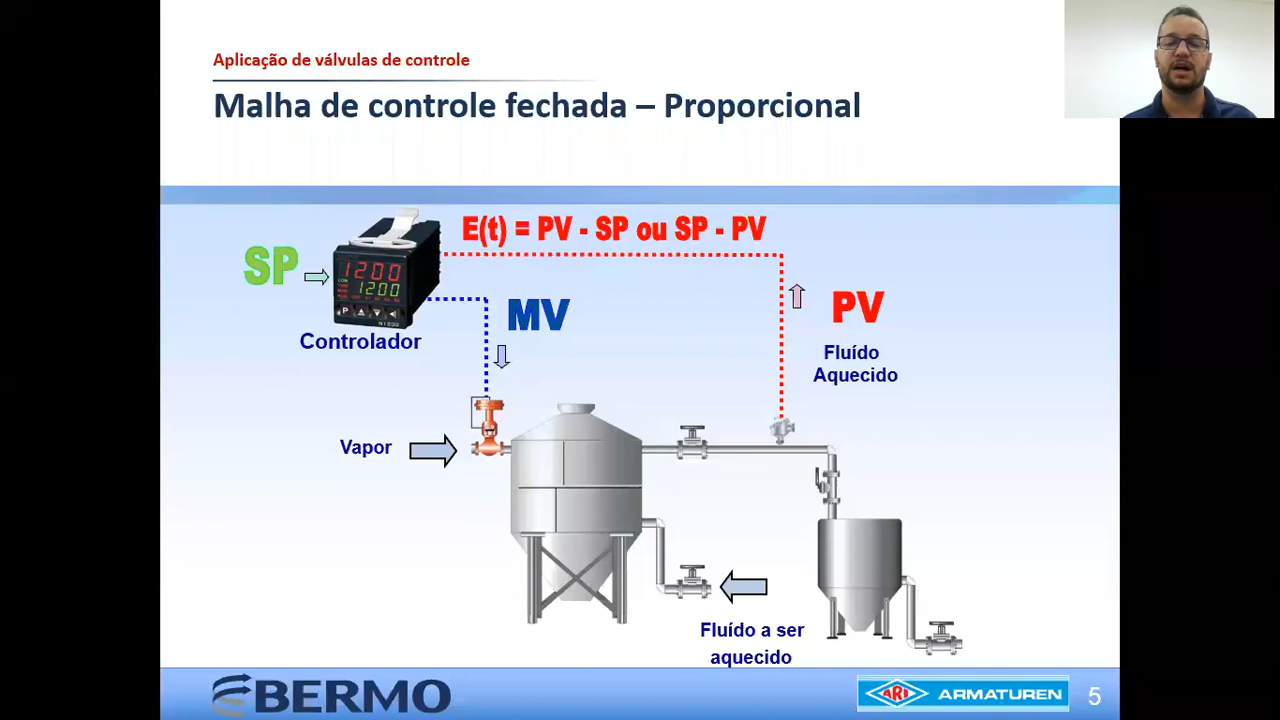 Aplicação de válvulas de controle
Malha de controle fechada – Proporcional
E(t) = PV - SP ou SP - PV
SP
1200
1200
P
N1200
MV
PV
Controlador
Fluído
Aquecido
Vapor
Fluído a ser
aquecido
BERMO
ARI ARMATUREN
5